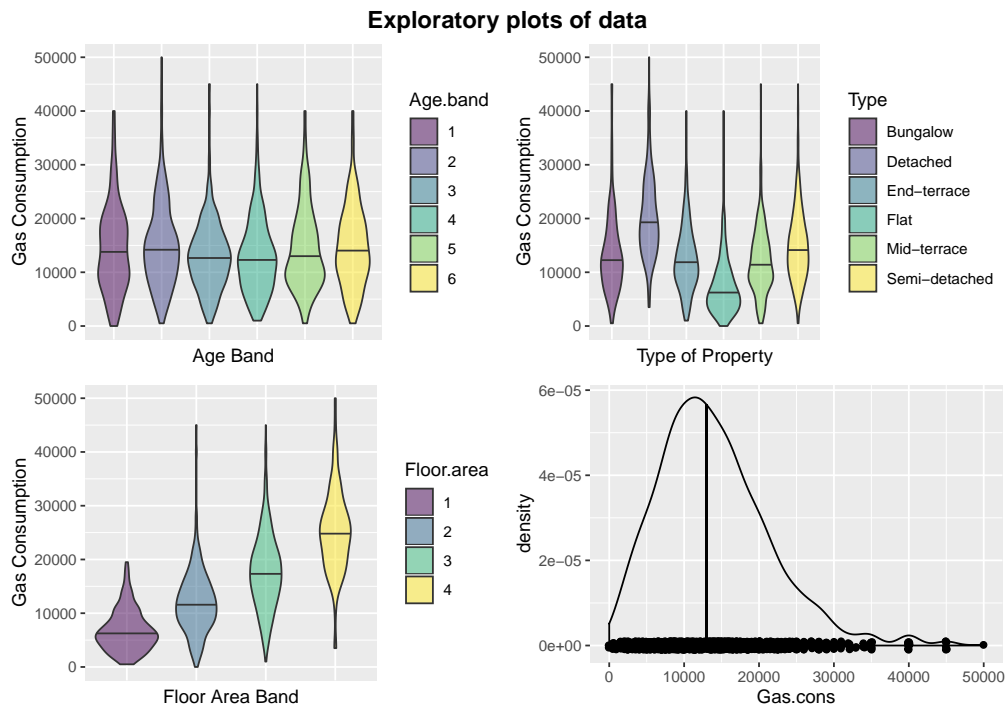 Exploratory plots of data
50000
40000
30000
20000
10000
0
Gas Consumption
Age Band
Age.band
1
2
3
4
5
6
50000
40000
30000
20000
10000
0
Gas Consumption
Type of Property
Type
Bungalow
Detached
End−terrace
Flat
Mid−terrace
Semi−detached
50000
40000
30000
20000
10000
0
Gas Consumption
Floor Area Band
Floor.area
1
2
3
4
6e−05
4e−05
2e−05
0e+00
density
0 10000 20000 30000 40000 50000
Gas.cons